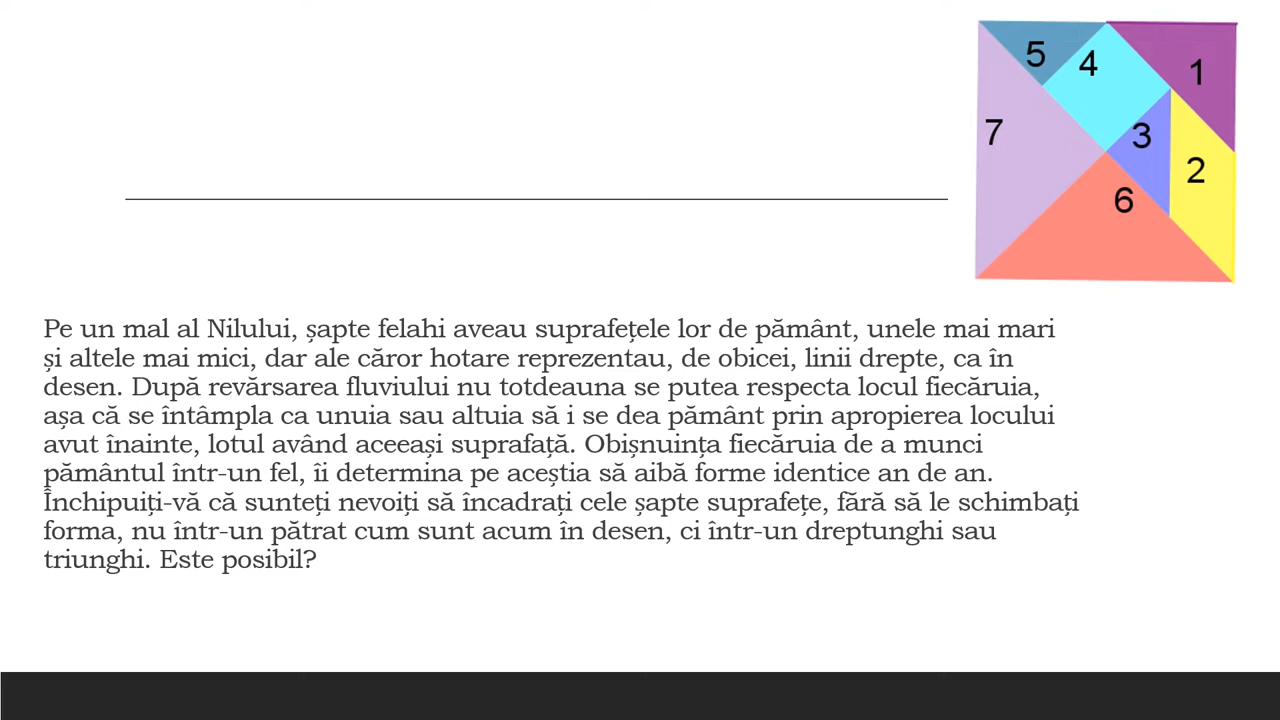 5
4
1
7
3
2
6
Pe un mal al Nilului, șapte felahi aveau suprafețele lor de pământ, unele mai mari
și altele mai mici, dar ale căror hotare reprezentau, de obicei, linii drepte, ca în
desen. După revărsarea fluviului nu totdeauna se putea respecta locul fiecăruia,
așa că se întâmpla ca unuia sau altuia să i se dea pământ prin apropierea locului
avut înainte, lotul având aceeași suprafață. Obișnuința fiecăruia de a munci
pământul într-un fel, îi determina pe aceștia să aibă forme identice an de an.
Închipuiți-vă că sunteți nevoiți să încadrați cele șapte suprafețe, fără să le schimbați
forma, nu într-un pătrat cum sunt acum în desen, ci într-un dreptunghi sau
triunghi. Este posibil?